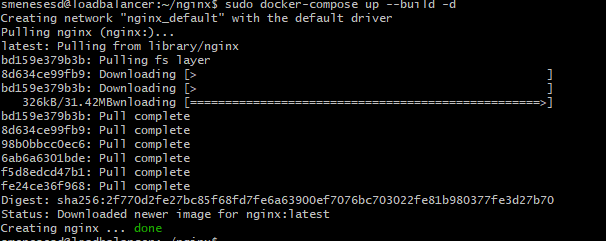 smenesesd@loadbalancer:~/nginx$ sudo docker-compose up --build -d
Creating network "nginx_default" with the default driver
Pulling nginx (nginx:)...
latest: Pulling from library/nginx
bd159e379b3b: Pulling fs layer
8d634ce99fb9: Downloading [> ]
bd159e379b3b: Downloading [> ]
326kB/31.42MBwnloading [==================================================>]
bd159e379b3b: Pull complete
8d634ce99fb9: Pull complete
98b0bbcc0ec6: Pull complete
6ab6a6301bde: Pull complete
f5d8edcd47b1: Pull complete
fe24ce36f968: Pull complete
Digest: sha256:2f770d2fe27bc85f68fd7fe6a63900ef7076bc703022fe81b980377fe3d27b70
Status: Downloaded newer image for nginx:latest
Creating nginx ... done
smenesesd@loadbalancer:~/nginx$